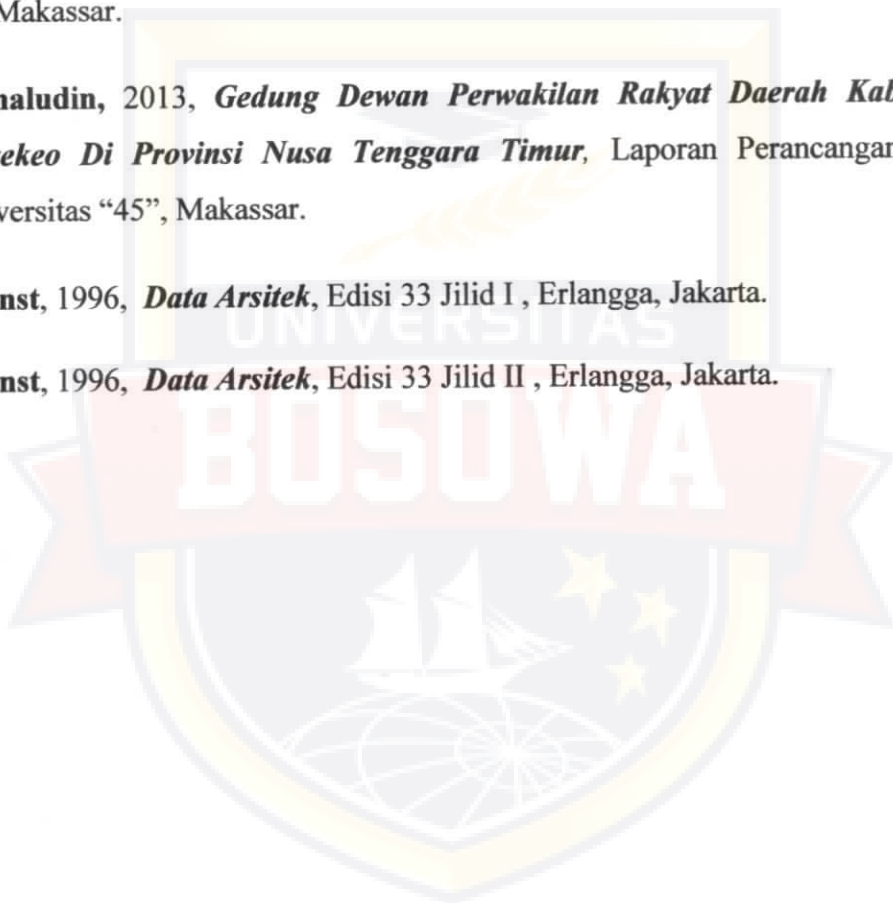 Makassar.
naludin, 2013, Gedung Dewan Perwakilan Rakyat Daerah Kab
ekeo Di Provinsi Nusa Tenggara Timur, Laporan Perancangan
versitas “45”, Makassar.
nst, 1996, Data Arsitek, Edisi 33 Jilid I , Erlangga, Jakarta.
UNIVERSITAS
nst, 1996, Data Arsitek, Edisi 33 Jilid II , Erlangga, Jakarta.
BOSOWA